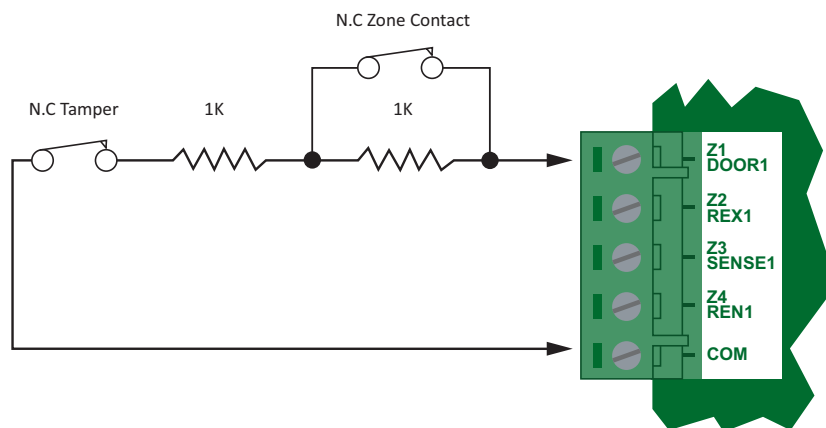 N.C Zone Contact
N.C Tamper
1K
1K
Z1
DOOR1
Z2
REX1
Z3
SENSE1
Z4
REN1
COM